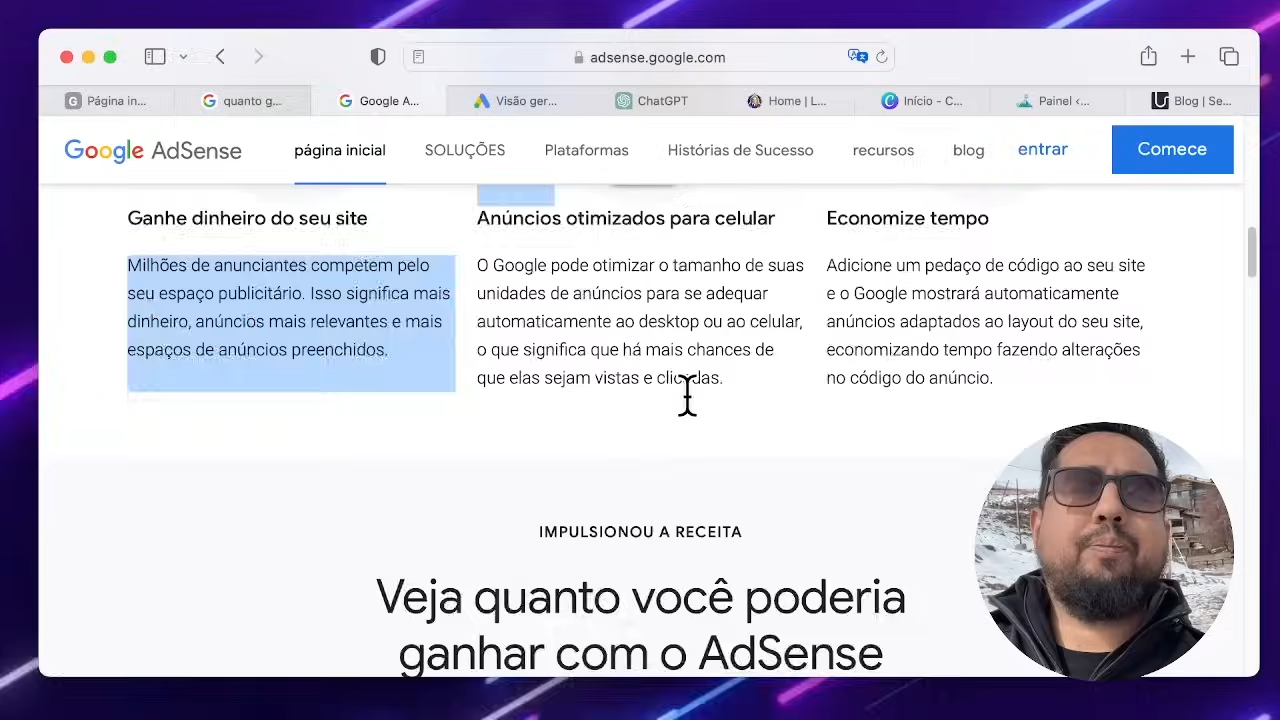 adsense.google.com
Página in...
quanto g...
Google A...
Visão ger...
ChatGPT
Home | L...
Início - C...
Painel ‹...
Blog | Se...
Google AdSense
página inicial
SOLUÇÕES
Plataformas
Histórias de Sucesso
recursos
blog
entrar
Comece
Ganhe dinheiro do seu site
Milhões de anunciantes competem pelo
seu espaço publicitário. Isso significa mais
dinheiro, anúncios mais relevantes e mais
espaços de anúncios preenchidos.
Anúncios otimizados para celular
O Google pode otimizar o tamanho de suas
unidades de anúncios para se adequar
automaticamente ao desktop ou ao celular,
o que significa que há mais chances de
que elas sejam vistas e clicadas.
Economize tempo
Adicione um pedaço de código ao seu site
e o Google mostrará automaticamente
anúncios adaptados ao layout do seu site,
economizando tempo fazendo alterações
no código do anúncio.
IMPULSIONOU A RECEITA
Veja quanto você poderia
ganhar com o AdSense